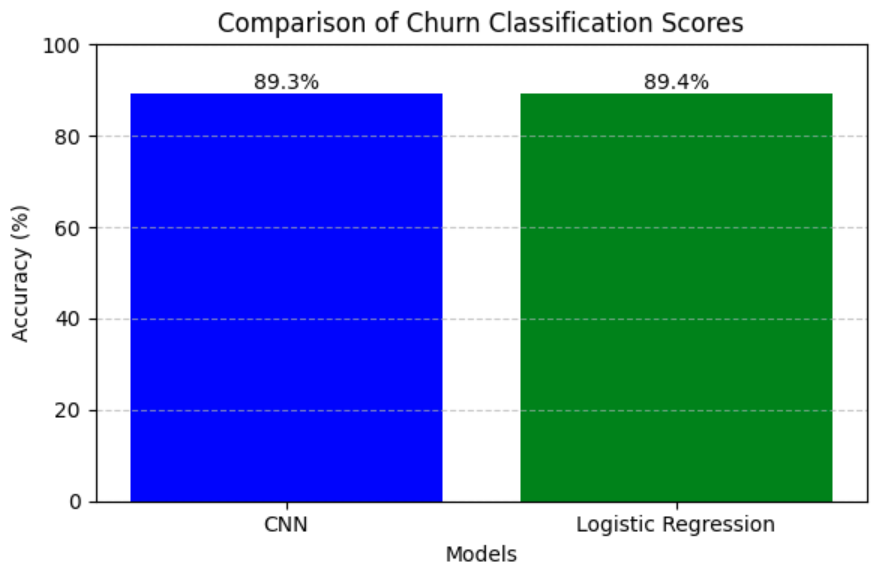 Comparison of Churn Classification Scores
100
80
60
40
20
0
Accuracy (%)
89.3%
89.4%
CNN
Logistic Regression
Models